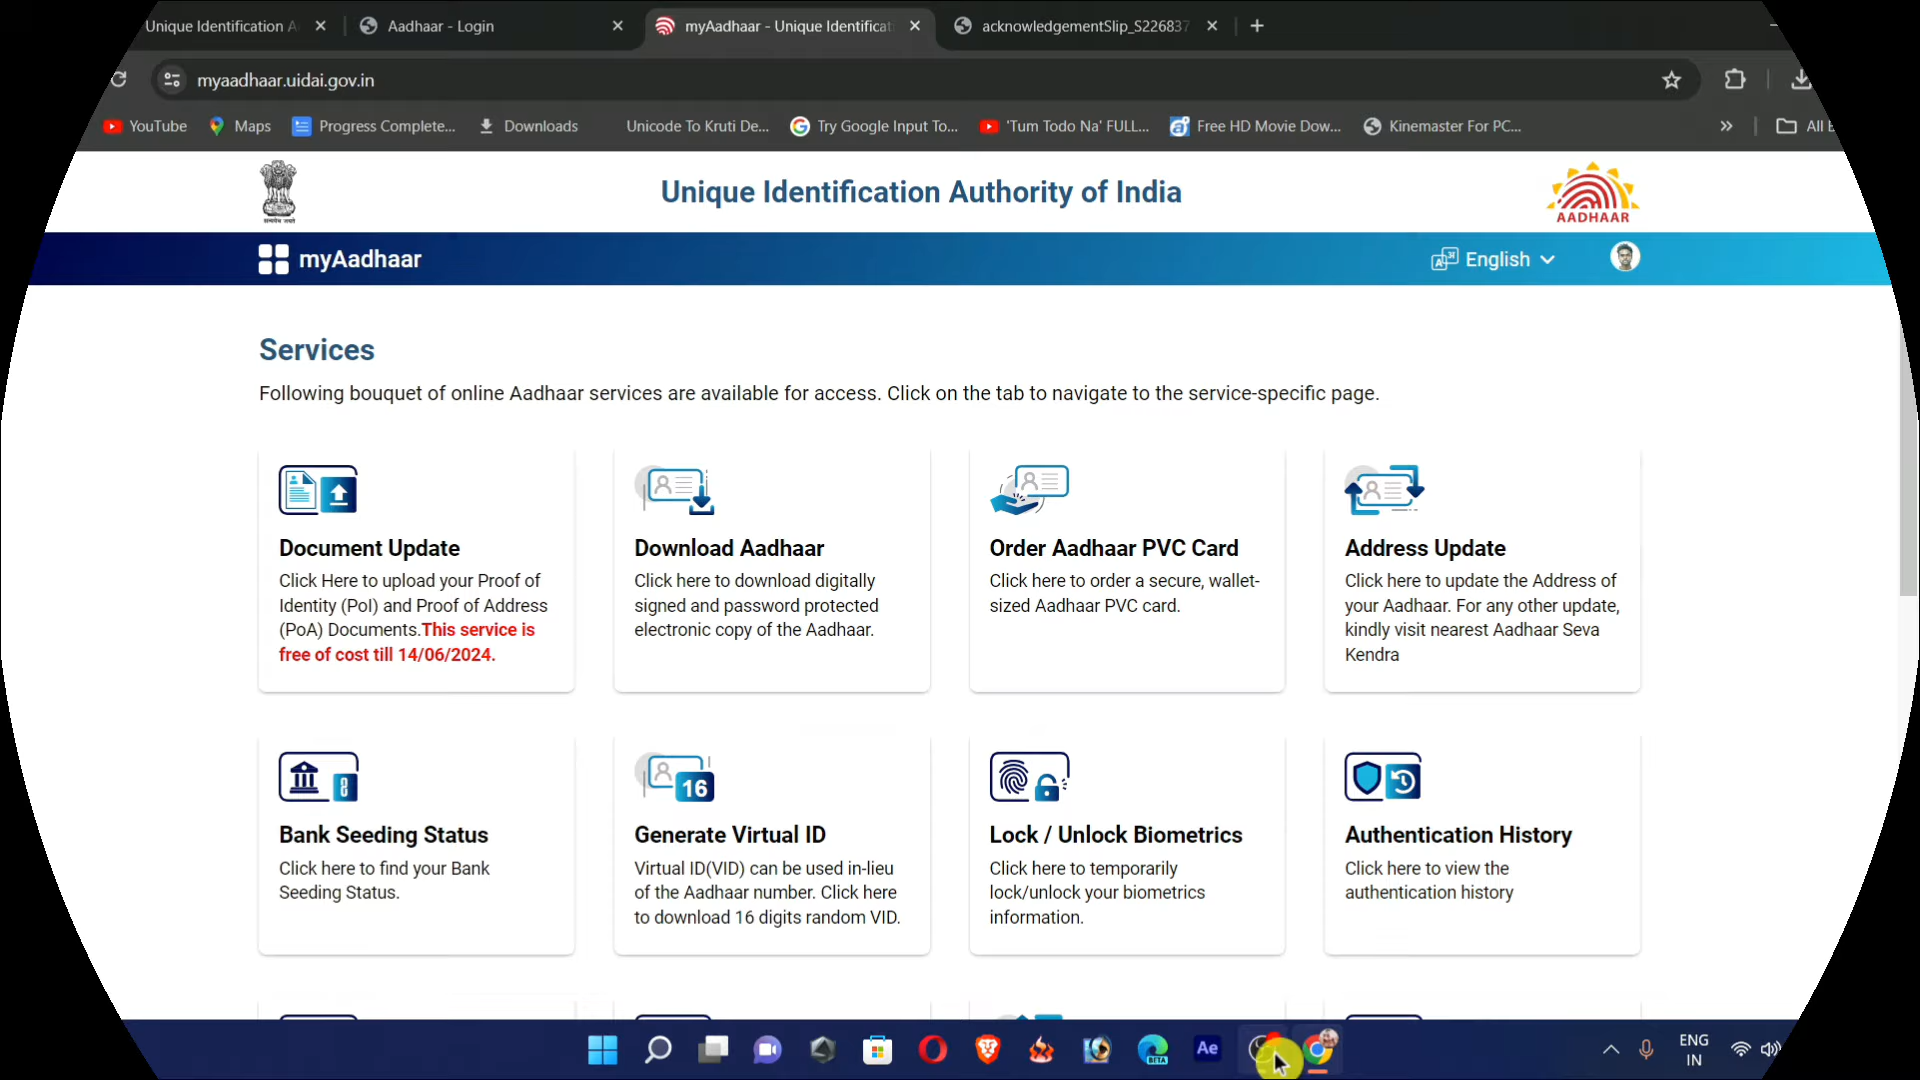 Unique Identification A
Aadhaar - Login
myAadhaar - Unique Identificat
acknowledgementSlip_S226837
myaadhaar.uidai.gov.in
YouTube
Maps
Progress Complete...
Downloads
Unicode To Kruti De...
Try Google Input To...
'Tum Todo Na' FULL...
Free HD Movie Dow...
Kinemaster For PC...
All
Unique Identification Authority of India
AADHAAR
myAadhaar
English
Services
Following bouquet of online Aadhaar services are available for access. Click on the tab to navigate to the service-specific page.
Document Update
Click Here to upload your Proof of
Identity (PoI) and Proof of Address
(PoA) Documents.This service is
free of cost till 14/06/2024.
Download Aadhaar
Click here to download digitally
signed and password protected
electronic copy of the Aadhaar.
Order Aadhaar PVC Card
Click here to order a secure, wallet-
sized Aadhaar PVC card.
Address Update
Click here to update the Address of
your Aadhaar. For any other update,
kindly visit nearest Aadhaar Seva
Kendra
Bank Seeding Status
Click here to find your Bank
Seeding Status.
16
Generate Virtual ID
Virtual ID(VID) can be used in-lieu
of the Aadhaar number. Click here
to download 16 digits random VID.
Lock / Unlock Biometrics
Click here to temporarily
lock/unlock your biometrics
information.
Authentication History
Click here to view the
authentication history
BETA
Ae
ENG
IN